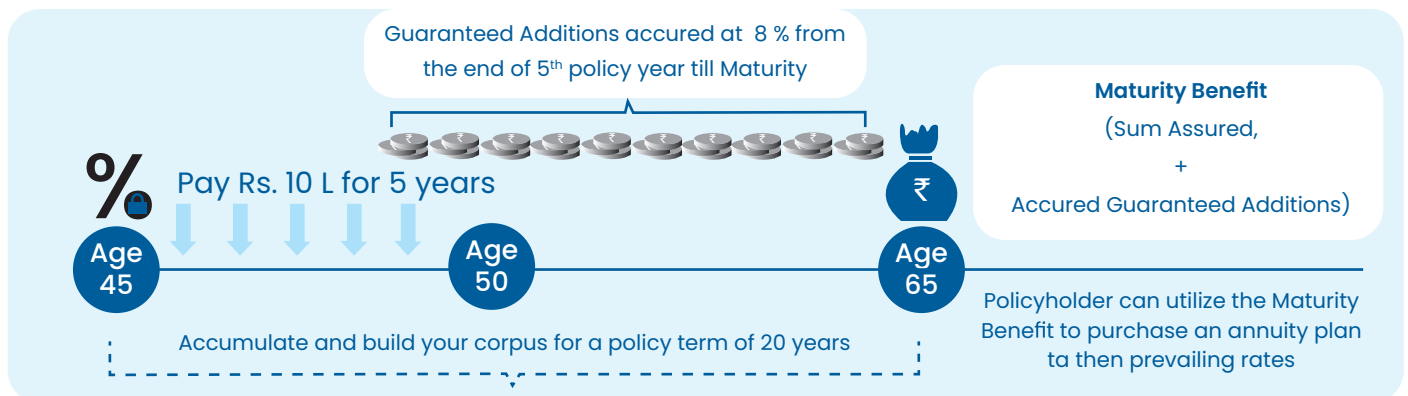 Guaranteed Additions accured at 8 % from
the end of 5th policy year till Maturity
Maturity Benefit
(Sum Assured,
+
Accured Guaranteed Additions)
%
Pay Rs. 10 L for 5 years
₹ ₹ ₹ ₹ ₹ ₹ ₹ ₹ ₹ ₹
₹
Age
45
Age
50
Age
65
Accumulate and build your corpus for a policy term of 20 years
Policyholder can utilize the Maturity
Benefit to purchase an annuity plan
ta then prevailing rates